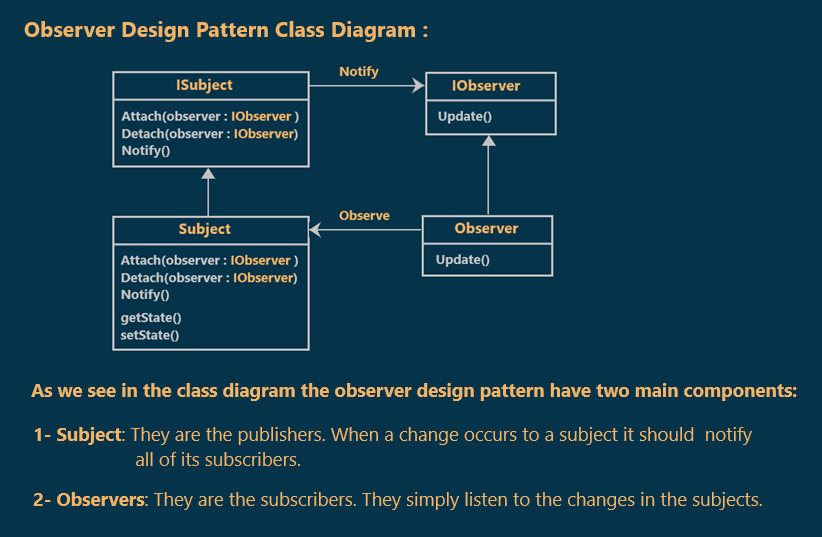 Observer Design Pattern Class Diagram :
Notify
ISubject
Attach(observer : IObserver )
Detach(observer : IObserver)
Notify()
IObserver
Update()
Observe
Subject
Attach(observer : IObserver )
Detach(observer : IObserver)
Notify()
getState()
setState()
Observer
Update()
As we see in the class diagram the observer design pattern have two main components:
1- Subject: They are the publishers. When a change occurs to a subject it should notify
all of its subscribers.
2- Observers: They are the subscribers. They simply listen to the changes in the subjects.